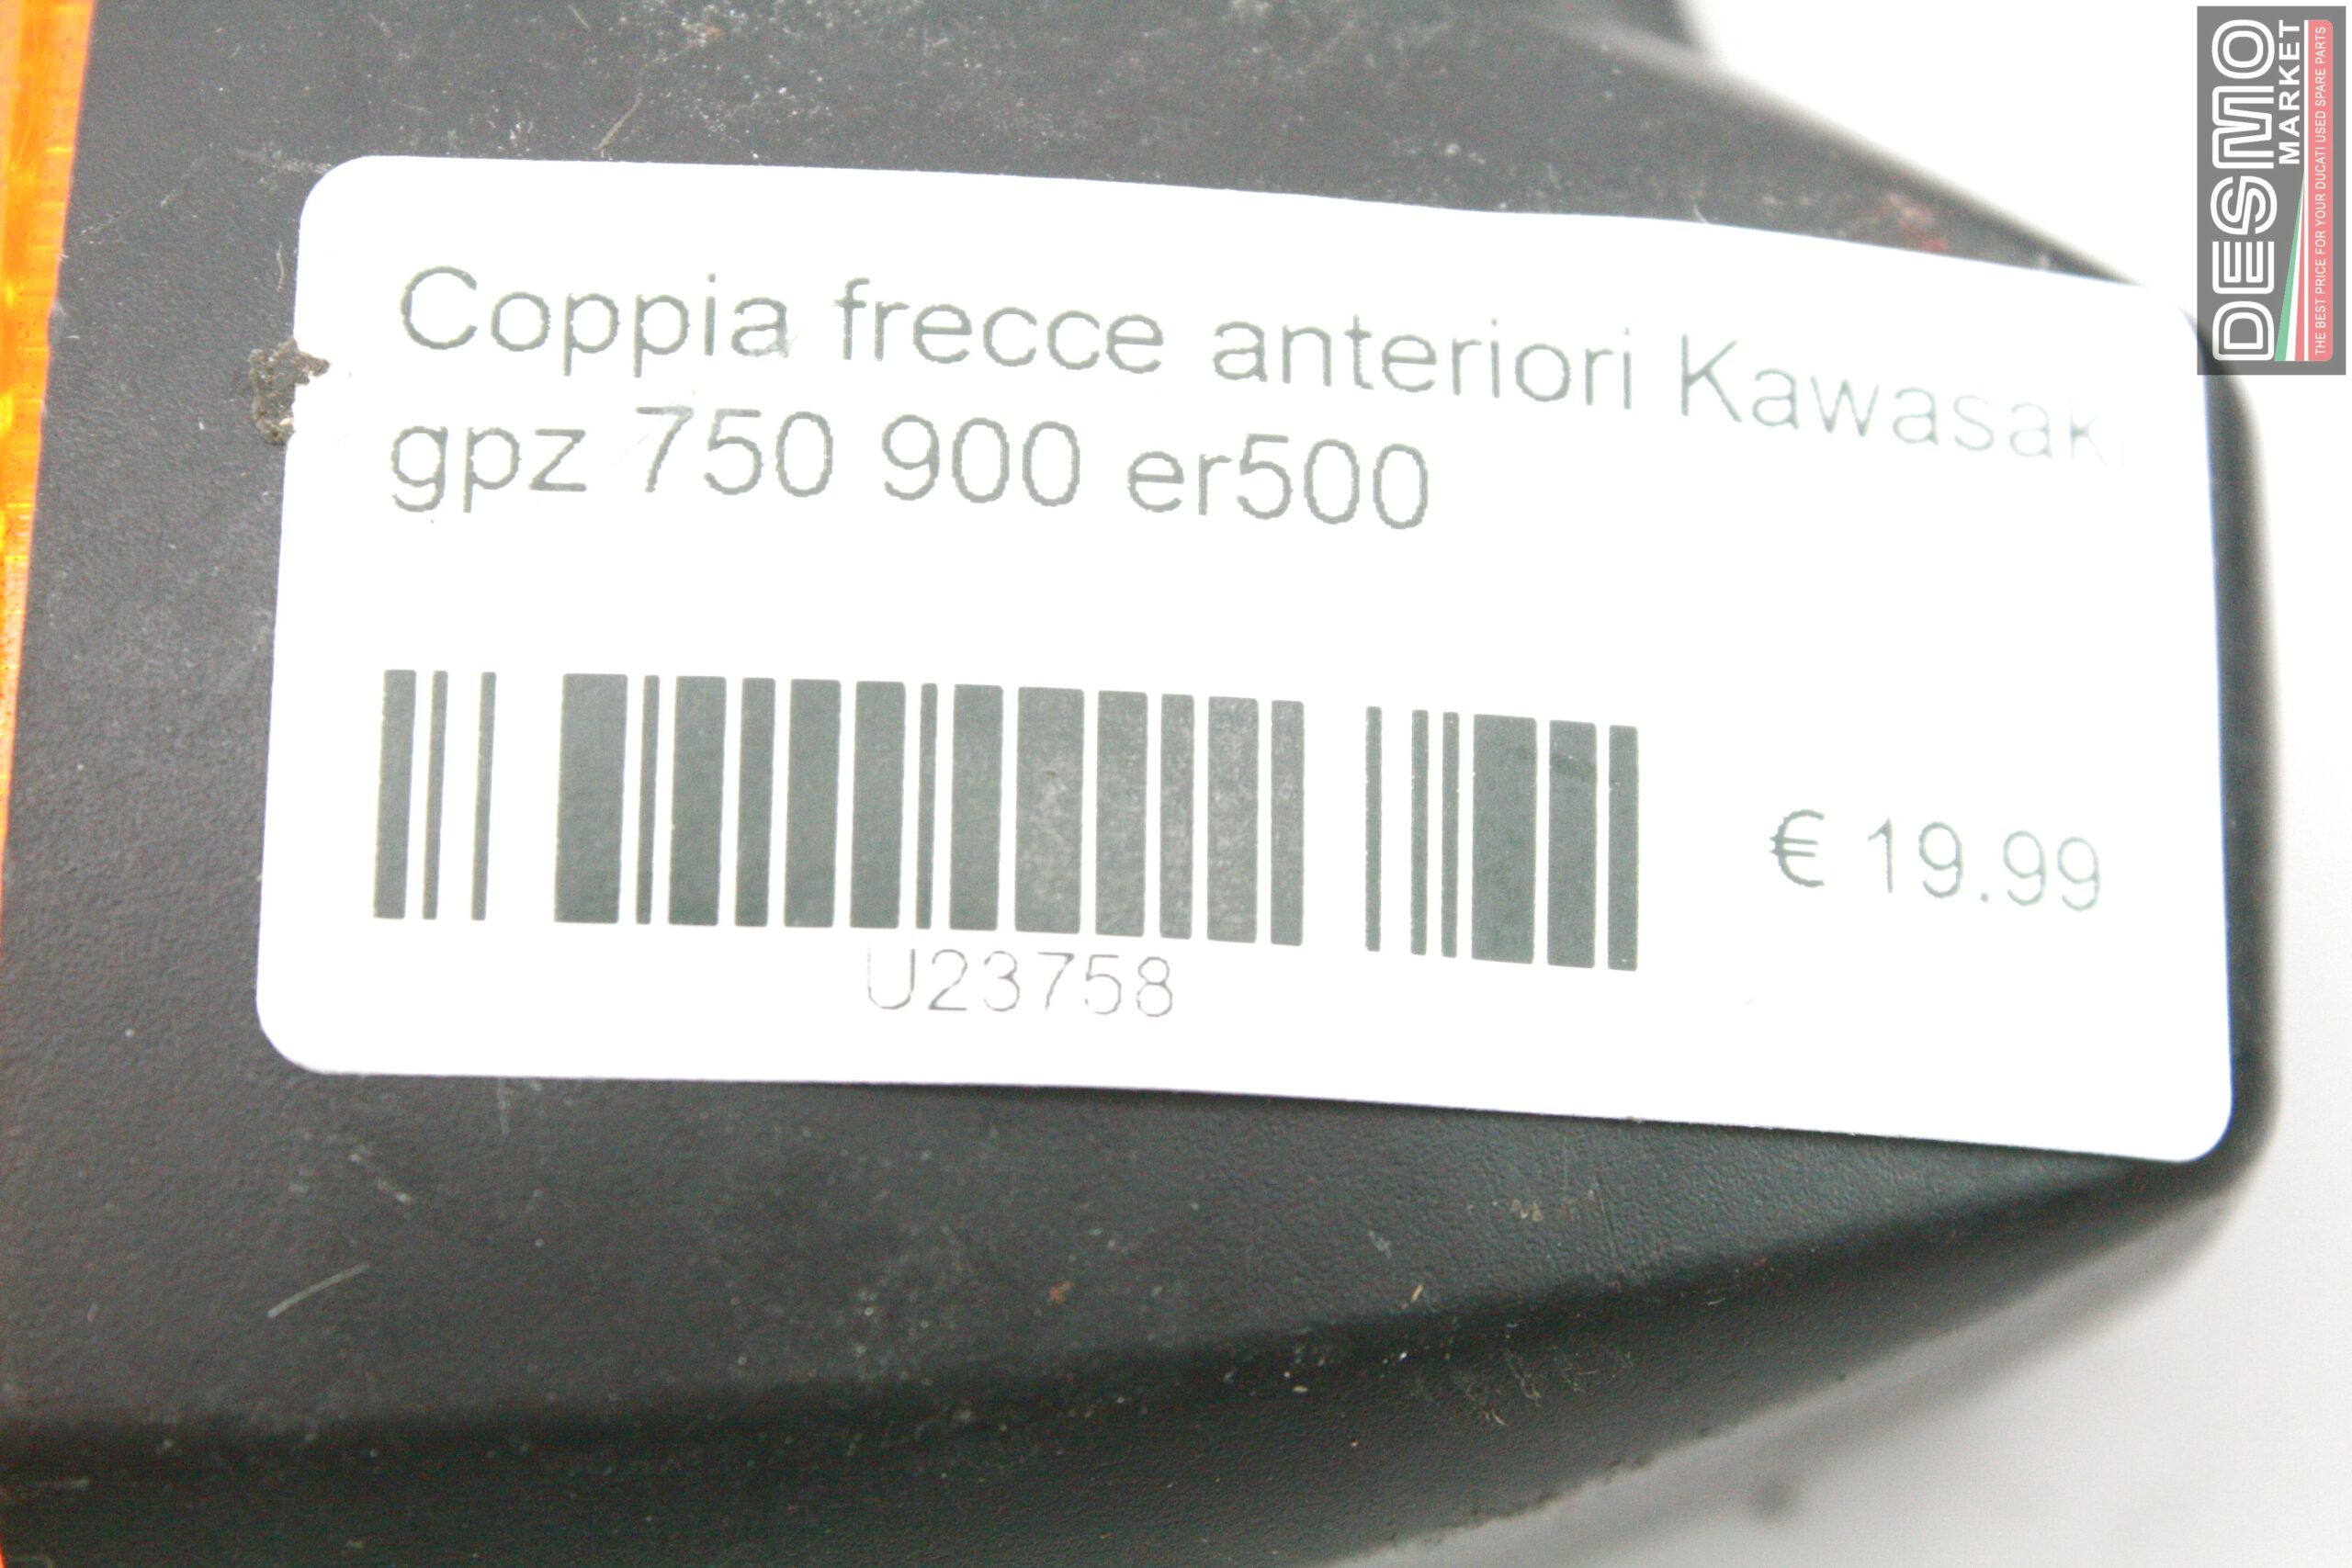 Coppia frecce anteriori Kawasaki
gpz 750 900 er500
U23758
€ 19.99
DESMO
MARKET
THE BEST PRICE FOR YOUR DUCATI USED SPARE PARTS